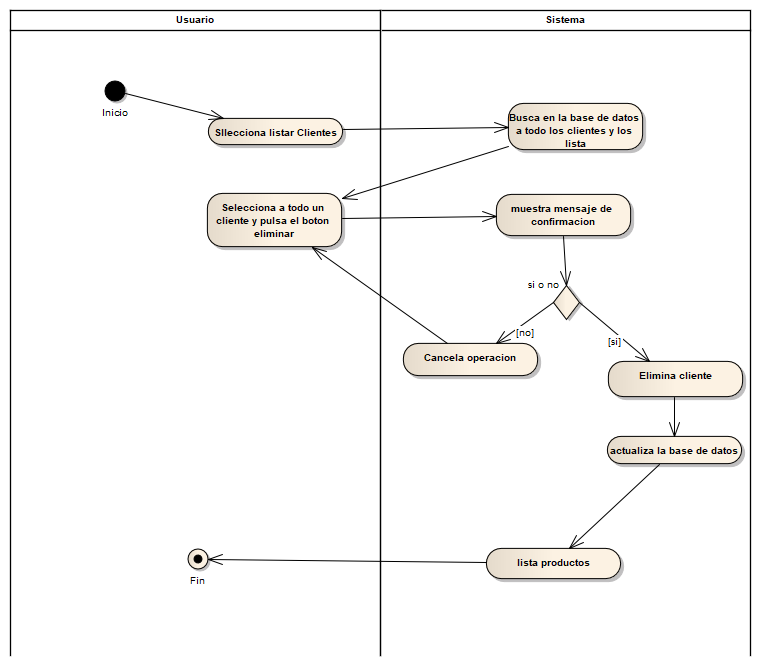 Usuario
Sistema
Inicio
Sllecciona listar Clientes
Busca en la base de datos
a todo los clientes y los
lista
Selecciona a todo un
cliente y pulsa el boton
eliminar
muestra mensaje de
confirmacion
si o no
[no]
[si]
Cancela operacion
Elimina cliente
actualiza la base de datos
lista productos
Fin